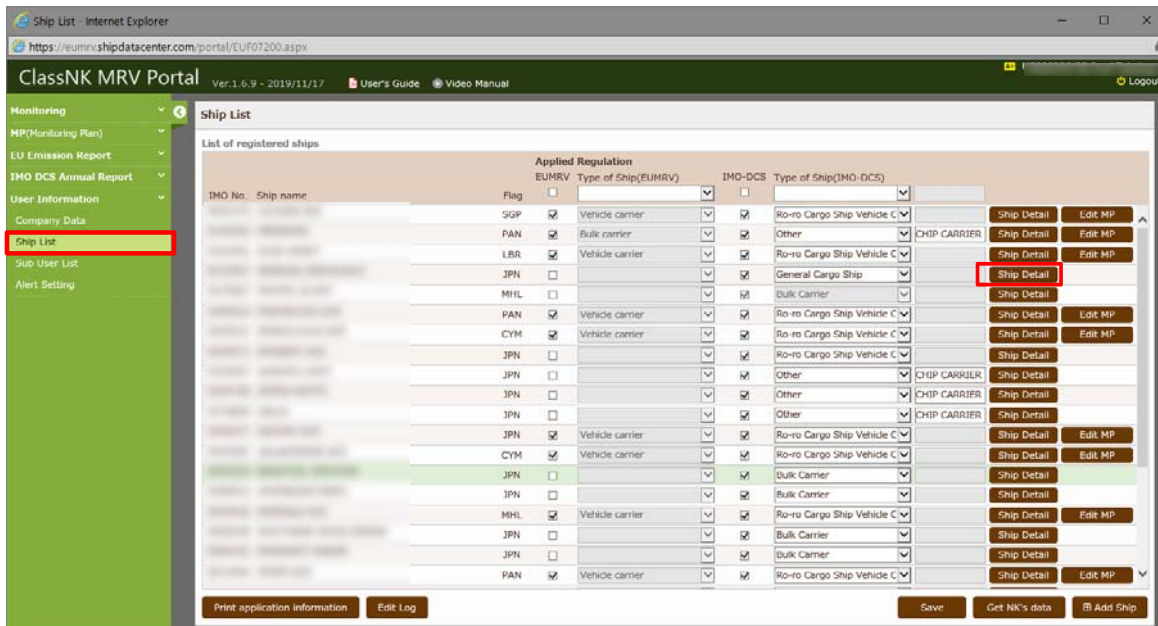 Ship List - Internet Explorer
https://eumrv.shipdatacenter.com/portal/EUF07200.aspx
ClassNK MRV Portal Ver.1.6.9 - 2019/11/17 User's Guide Video Manual
Logout
Monitoring
MP(Monitoring Plan)
EU Emission Report
IMO DCS Annual Report
User Information
Company Data
Ship List
Sub User List
Alert Setting
Ship List
List of registered ships
Applied Regulation
EUMRV Type of Ship(EUMRV) IMO-DCS Type of Ship(IMO-DCS)
IMO No. Ship name Flag
SGP Vehicle carrier Ro-ro Cargo Ship Vehicle C Ship Detail Edit MP
PAN Bulk carrier Other CHIP CARRIER Ship Detail Edit MP
LBR Vehicle carrier Ro-ro Cargo Ship Vehicle C Ship Detail Edit MP
JPN General Cargo Ship Ship Detail
MHL Bulk Carrier Ship Detail
PAN Vehicle carrier Ro-ro Cargo Ship Vehicle C Ship Detail Edit MP
CYM Vehicle carrier Ro-ro Cargo Ship Vehicle C Ship Detail Edit MP
JPN Ro-ro Cargo Ship Vehicle C Ship Detail
JPN Other CHIP CARRIER Ship Detail
JPN Other CHIP CARRIER Ship Detail
JPN Other CHIP CARRIER Ship Detail
JPN Vehicle carrier Ro-ro Cargo Ship Vehicle C Ship Detail Edit MP
CYM Vehicle carrier Ro-ro Cargo Ship Vehicle C Ship Detail Edit MP
JPN Bulk Carrier Ship Detail
JPN Bulk Carrier Ship Detail
MHL Vehicle carrier Ro-ro Cargo Ship Vehicle C Ship Detail Edit MP
JPN Bulk Carrier Ship Detail
JPN Bulk Carrier Ship Detail
PAN Vehicle carrier Ro-ro Cargo Ship Vehicle C Ship Detail Edit MP
Print application information Edit Log Save Get NK's data Add Ship